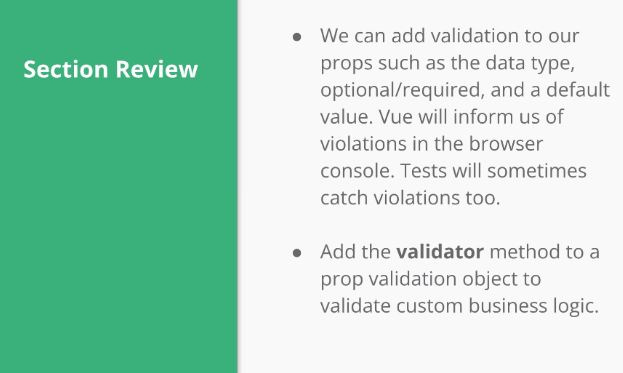 Section Review
● We can add validation to our
props such as the data type,
optional/required, and a default
value. Vue will inform us of
violations in the browser
console. Tests will sometimes
catch violations too.
● Add the validator method to a
prop validation object to
validate custom business logic.